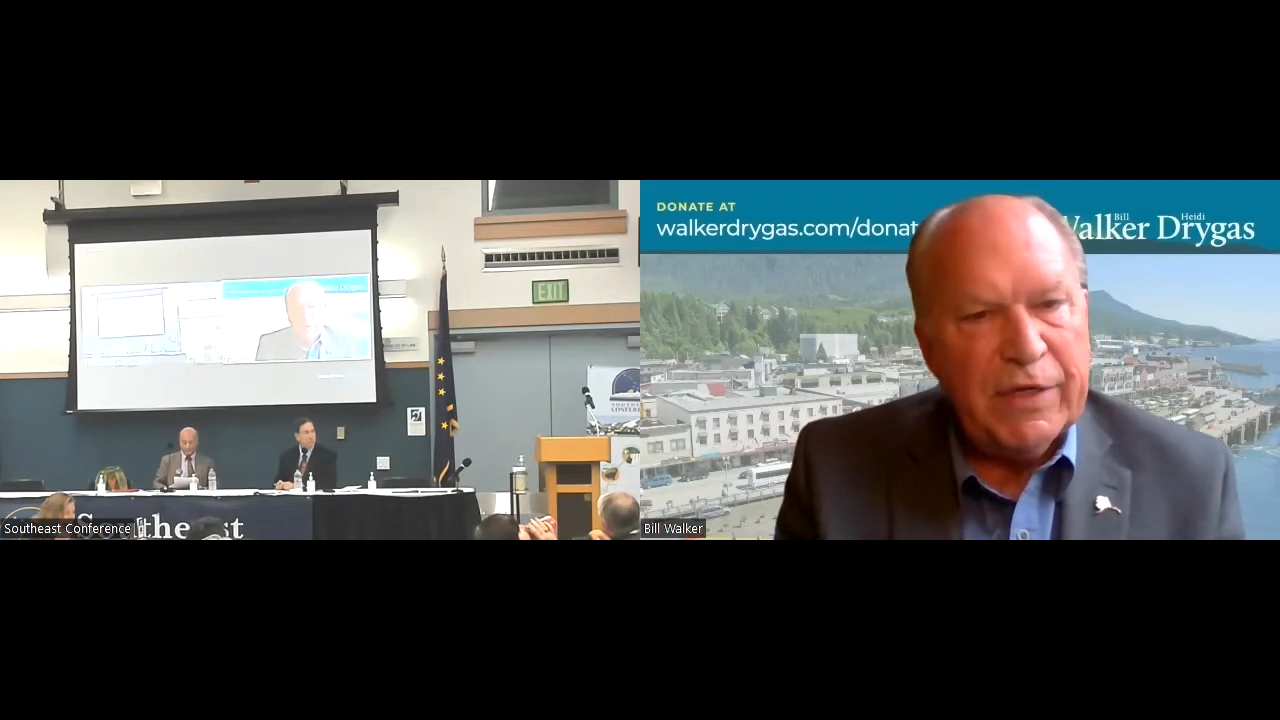 EXIT
Southeast Conference
DONATE AT
walkerdrygas.com/donat
Bill Heidi
Walker Drygas
Bill Walker